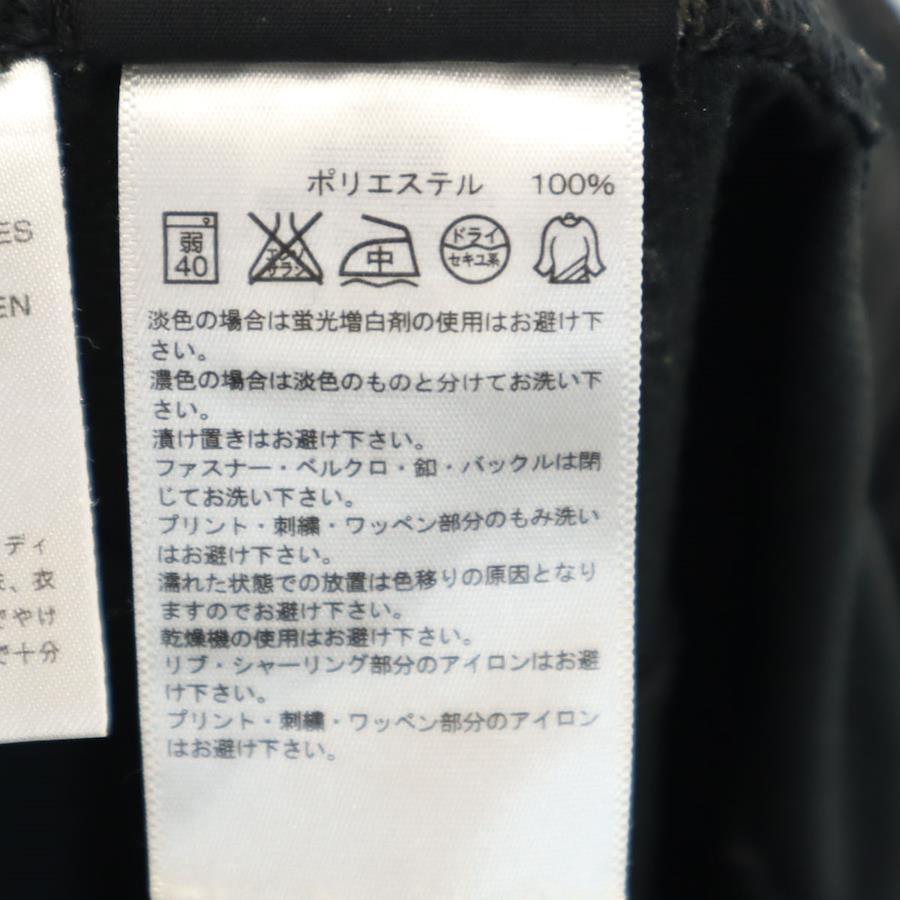 ES
EN
ディ
衣
でやけ
で十分
ポリエステル 100%
弱 40 エンソサラシ 中 ドライ セキユ系
淡色の場合は蛍光増白剤の使用はお避け下
さい。
濃色の場合は淡色のものと分けてお洗い下
さい。
漬け置きはお避け下さい。
ファスナー・ベルクロ・釦・バックルは閉
じてお洗い下さい。
プリント・刺繍・ワッペン部分のもみ洗い
はお避け下さい。
濡れた状態での放置は色移りの原因となり
ますのでお避け下さい。
乾燥機の使用はお避け下さい。
リブ・シャーリング部分のアイロンはお避
け下さい。
プリント・刺繍・ワッペン部分のアイロン
はお避け下さい。